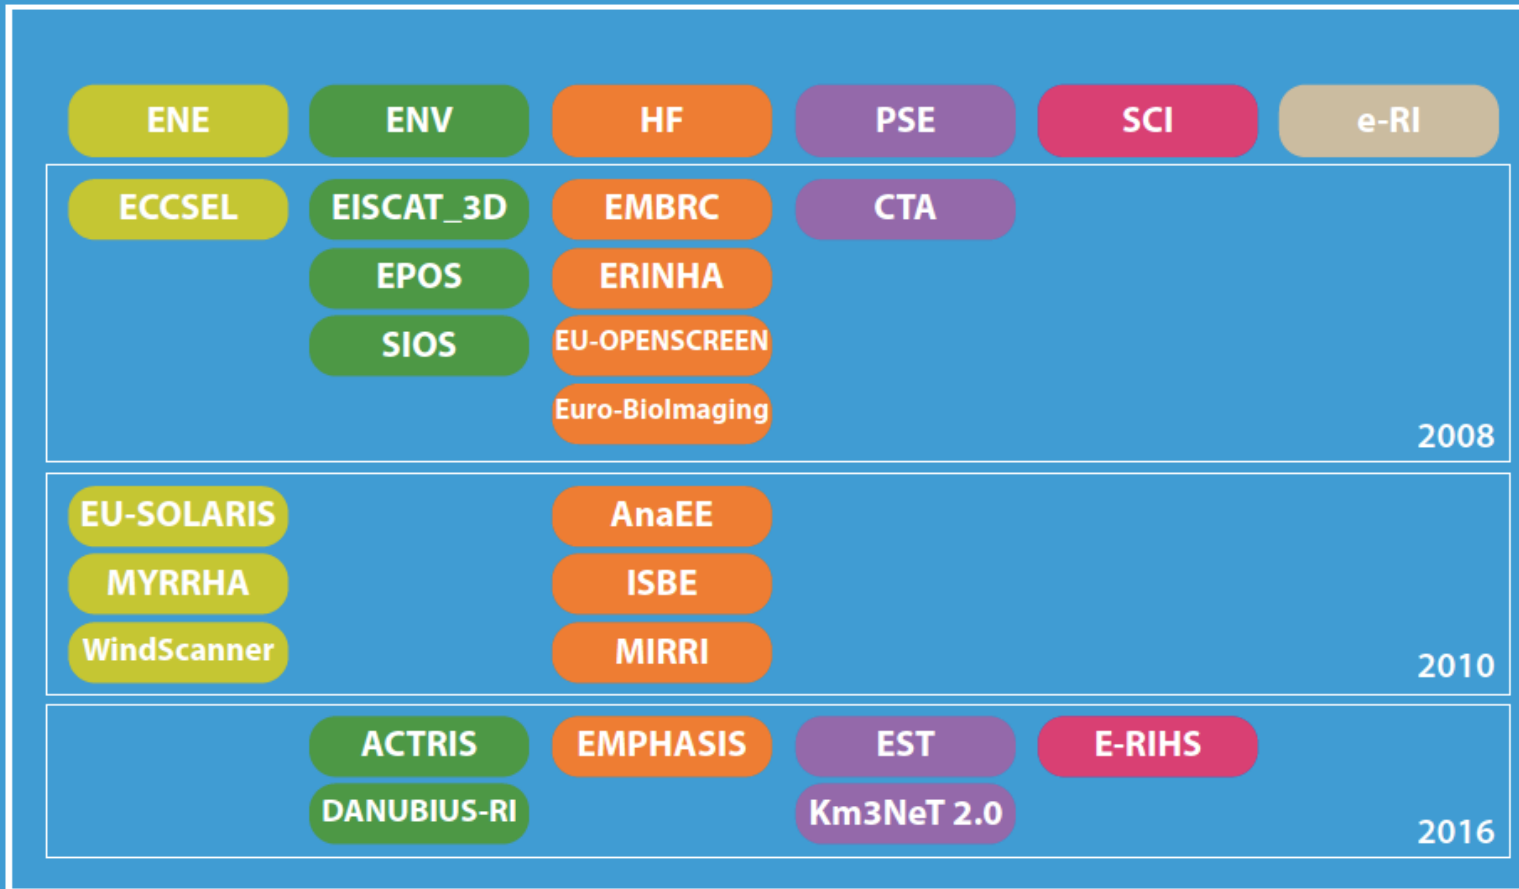 ENE ENV HF PSE SCI e-RI
ECCSEL EISCAT_3D EMBRC CTA
EPOS ERINHA
SIOS EU-OPENSCREEN
Euro-BioImaging
2008
EU-SOLARIS AnaEE
MYRRHA ISBE
WindScanner MIRRI
2010
ACTRIS EMPHASIS EST E-RIHS
DANUBIUS-RI Km3NeT 2.0
2016